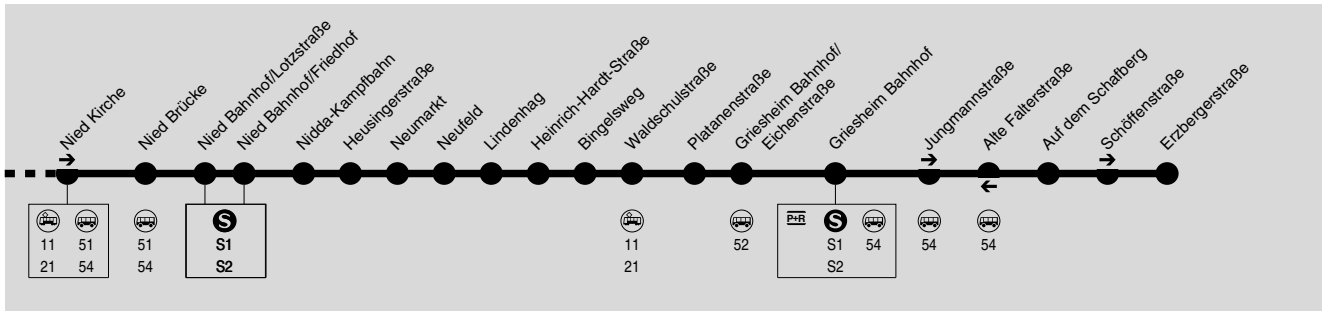 Nied Kirche
Nied Brücke
Nied Bahnhof/Lotzstraße
Nied Bahnhof/Friedhof
Nidda-Kampfbahn
Heusingerstraße
Neumarkt
Neufeld
Lindenhag
Heinrich-Hardt-Straße
Bingelsweg
Waldschulstraße
Platanenstraße
Griesheim Bahnhof/
Eichenstraße
Griesheim Bahnhof
Jungmannstraße
Alte Falterstraße
Auf dem Schafberg
Schöffenstraße
Erzbergerstraße
S P+R S
11 51 51 S1 11 52 S1 54 54 54
21 54 54 S2 21 S2